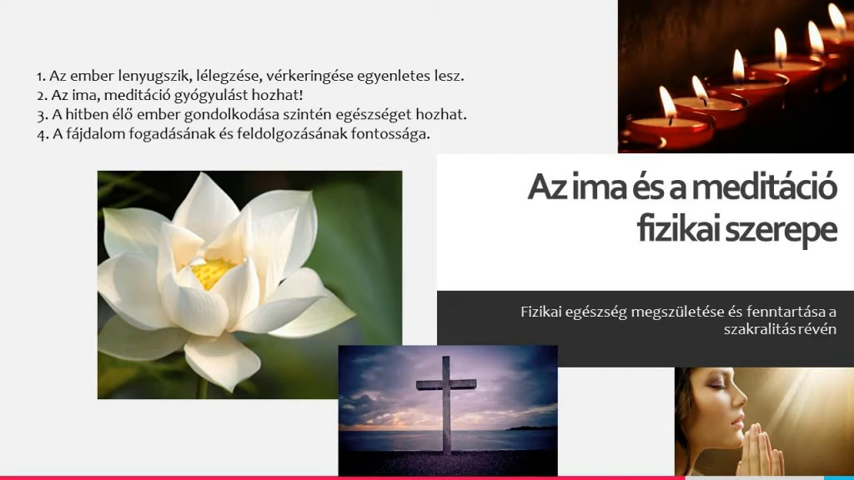 1. Az ember lenyugszik, lélegzése, vérkeringése egyenletes lesz.
2. Az ima, meditáció gyógyulást hozhat!
3. A hitben élő ember gondolkodása szintén egészséget hozhat.
4. A fájdalom fogadásának és feldolgozásának fontossága.
Az ima és a meditáció
fizikai szerepe
Fizikai egészség megszületése és fenntartása a
szakralitás révén